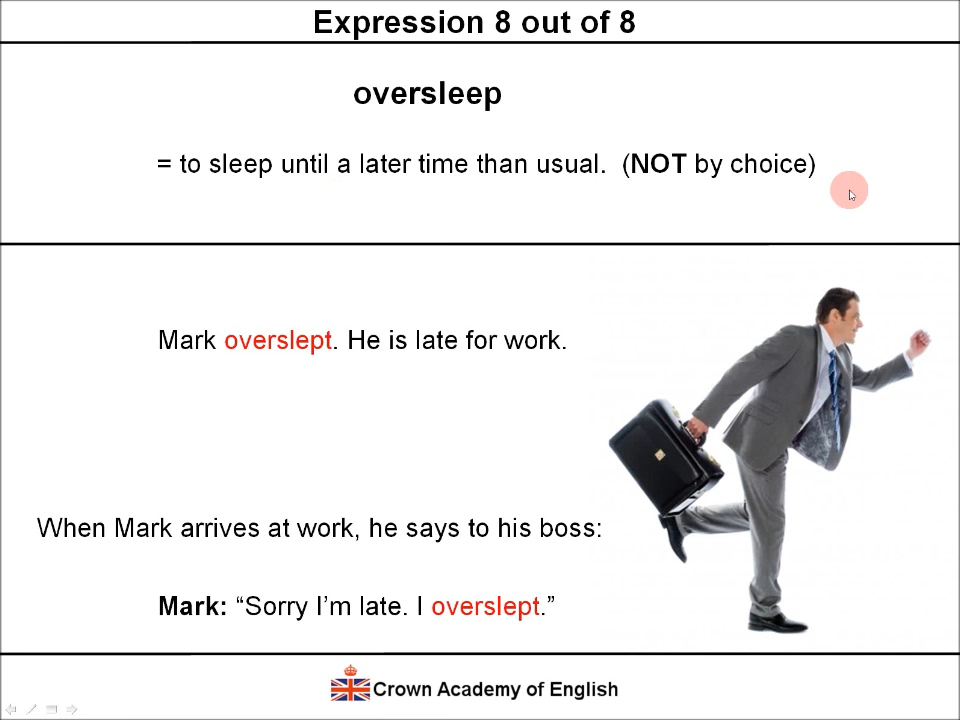 Expression 8 out of 8
oversleep
= to sleep until a later time than usual.  (NOT by choice)
Mark overslept. He is late for work.
When Mark arrives at work, he says to his boss:
Mark: “Sorry I’m late. I overslept.”
Crown Academy of English